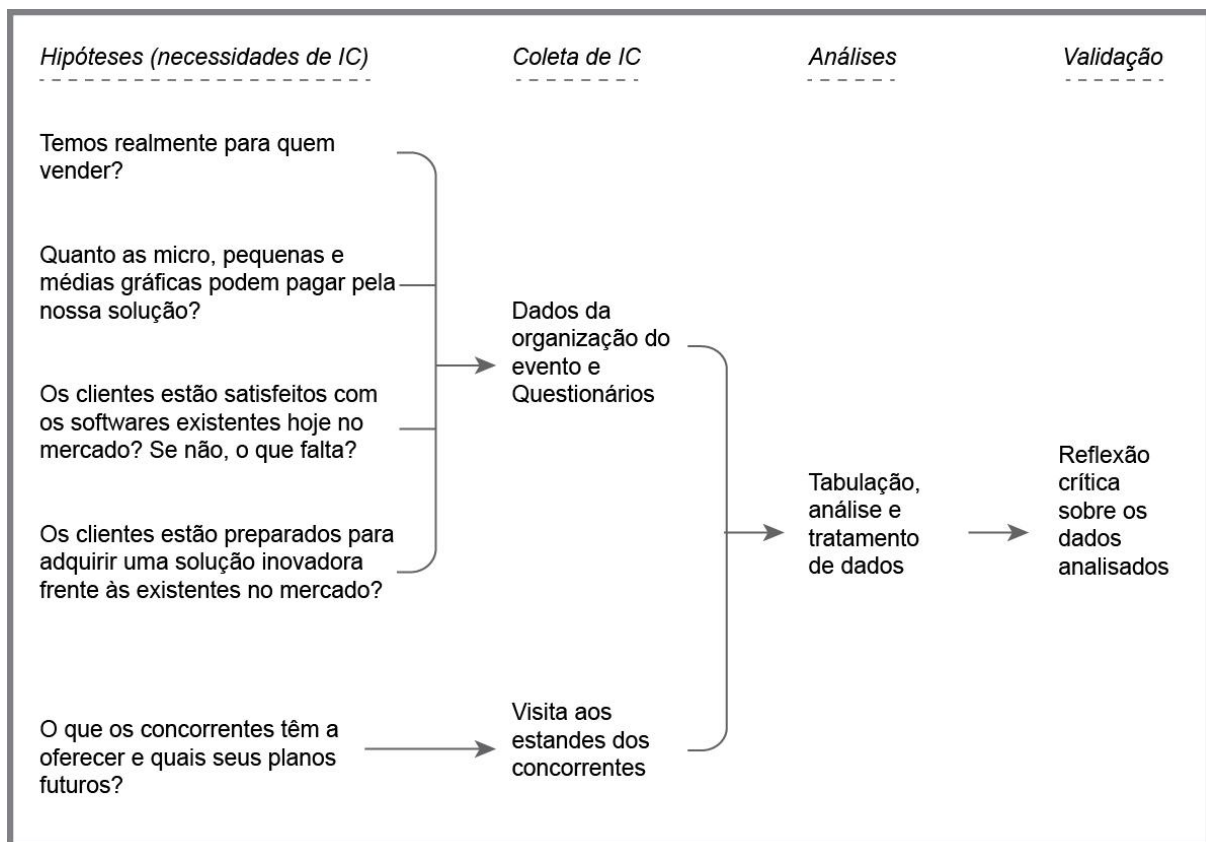 Hipóteses (necessidades de IC)
Coleta de IC
Análises
Validação
Temos realmente para quem
vender?
Quanto as micro, pequenas e
médias gráficas podem pagar pela
nossa solução?
Os clientes estão satisfeitos com
os softwares existentes hoje no
mercado? Se não, o que falta?
Os clientes estão preparados para
adquirir uma solução inovadora
frente às existentes no mercado?
O que os concorrentes têm a
oferecer e quais seus planos
futuros?
Dados da
organização do
evento e
Questionários
Visita aos
estandes dos
concorrentes
Tabulação,
análise e
tratamento
de dados
Reflexão
crítica
sobre os
dados
analisados